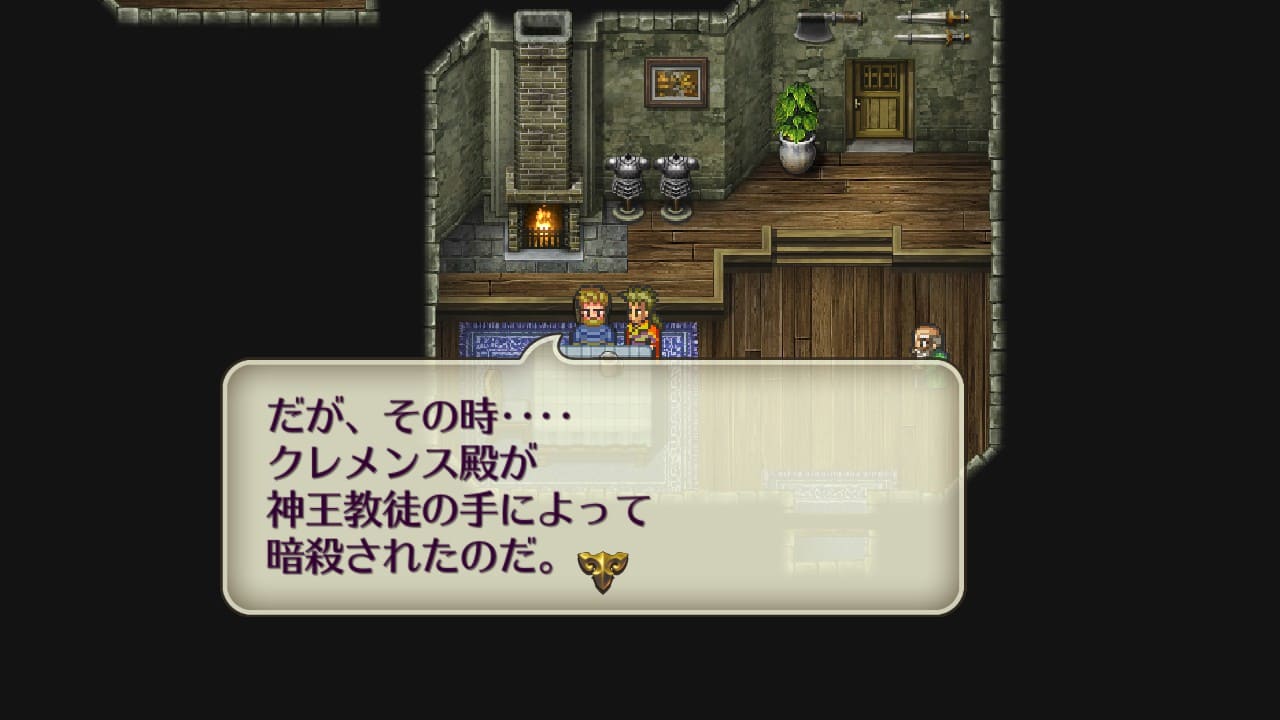 だが、その時‥‥
クレメンス殿が
神王教徒の手によって
暗殺されたのだ。